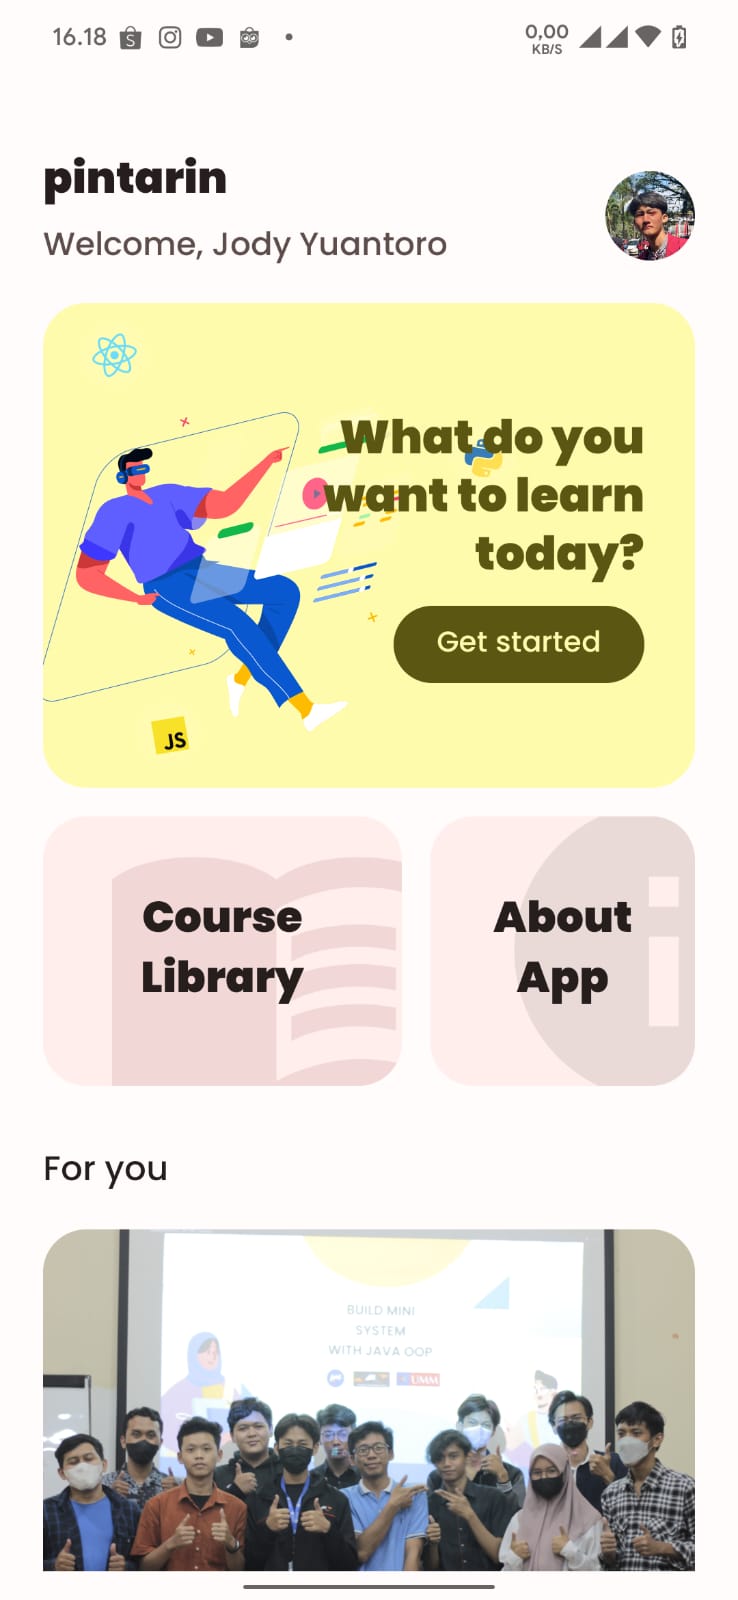 16.18
0,00
KB/S
pintarin
Welcome, Jody Yuantoro
What do you
want to learn
today?
Get started
JS
Course
Library
About
App
For you
BUILD MINI
SYSTEM
WITH JAVA OOP
UMM